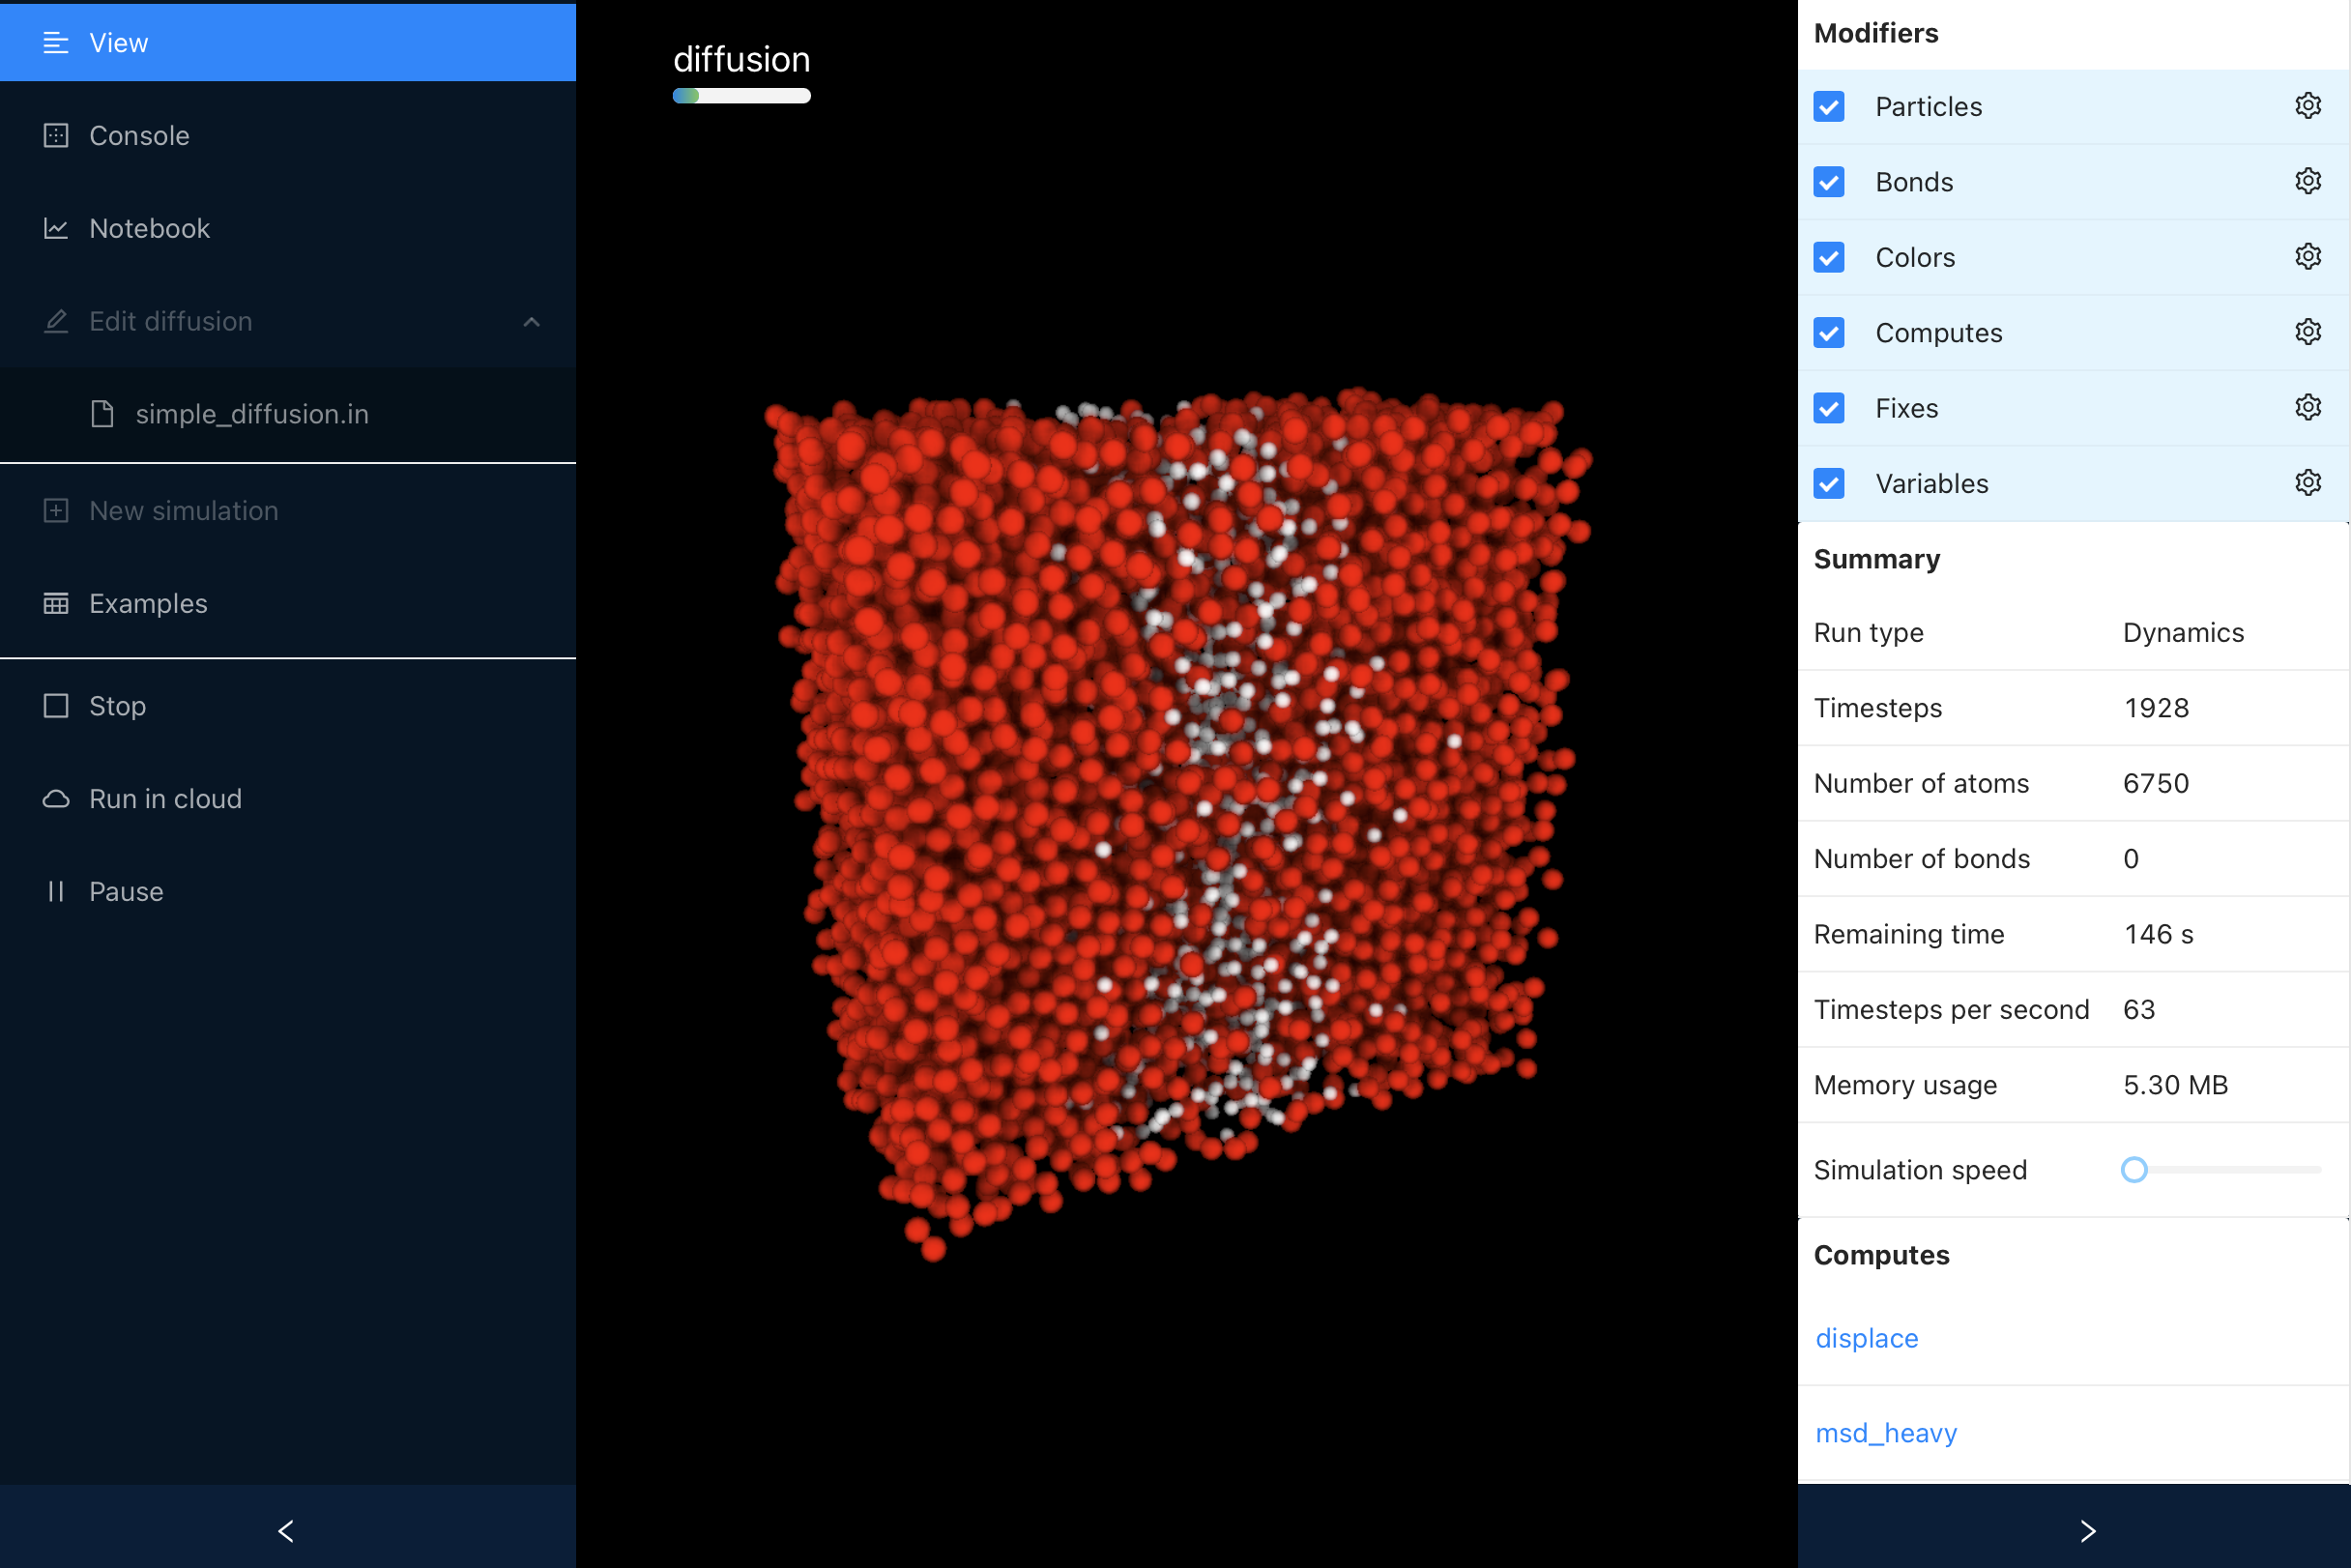 View
Console
Notebook
Edit diffusion
simple_diffusion.in
New simulation
Examples
Stop
Run in cloud
Pause
diffusion
Modifiers
Particles
Bonds
Colors
Computes
Fixes
Variables
Summary
Run type Dynamics
Timesteps 1928
Number of atoms 6750
Number of bonds 0
Remaining time 146 s
Timesteps per second 63
Memory usage 5.30 MB
Simulation speed
Computes
displace
msd_heavy